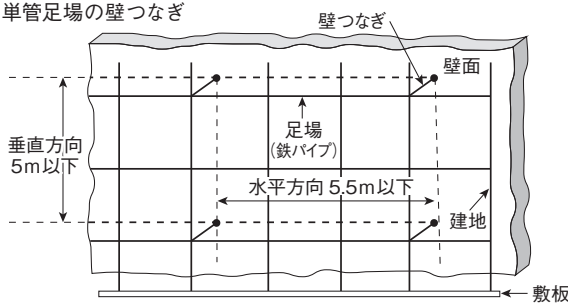 単管足場の壁つなぎ
壁つなぎ
壁面
足場
(鉄パイプ)
垂直方向
5m以下
水平方向 5.5m以下
建地
敷板